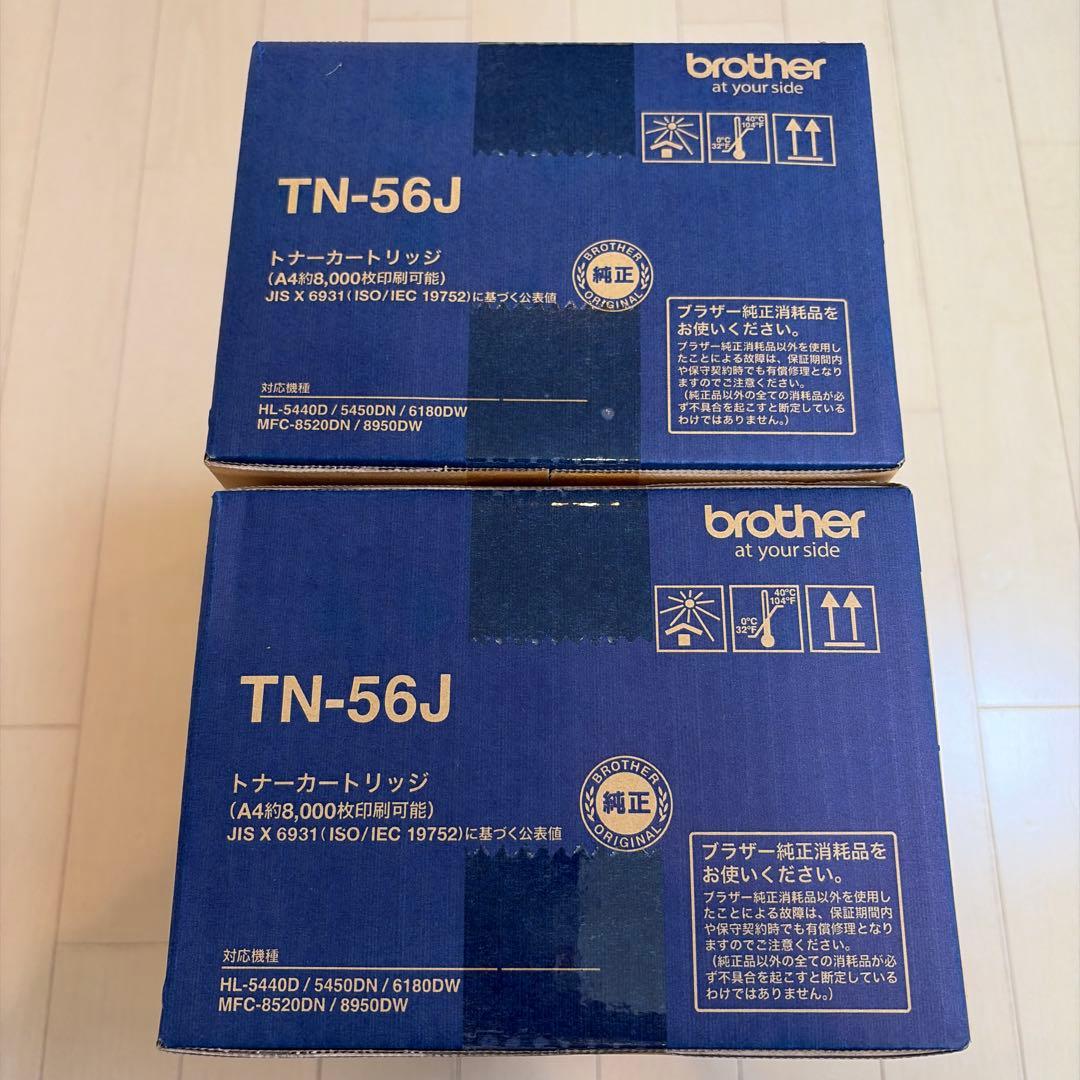 brother
at your side
40°C
104°F
0°C
32°F
TN-56J
トナーカートリッジ
(A4約8,000枚印刷可能)
JIS X 6931(ISO/IEC 19752)に基づく公表値
BROTHER
純正
ORIGINAL
ブラザー純正消耗品を
お使いください。
ブラザー純正消耗品以外を使用し
たことによる故障は、保証期間内
や保守契約時でも有償修理となり
ますのでご注意ください。
(純正品以外の全ての消耗品が必
ず不具合を起こすと断定している
わけではありません。)
対応機種
HL-5440D / 5450DN / 6180DW
MFC-8520DN / 8950DW
brother
at your side
40°C
104°F
0°C
32°F
TN-56J
トナーカートリッジ
(A4約8,000枚印刷可能)
JIS X 6931(ISO/IEC 19752)に基づく公表値
BROTHER
純正
ORIGINAL
ブラザー純正消耗品を
お使いください。
ブラザー純正消耗品以外を使用し
たことによる故障は、保証期間内
や保守契約時でも有償修理となり
ますのでご注意ください。
(純正品以外の全ての消耗品が必
ず不具合を起こすと断定している
わけではありません。)
対応機種
HL-5440D / 5450DN / 6180DW
MFC-8520DN / 8950DW